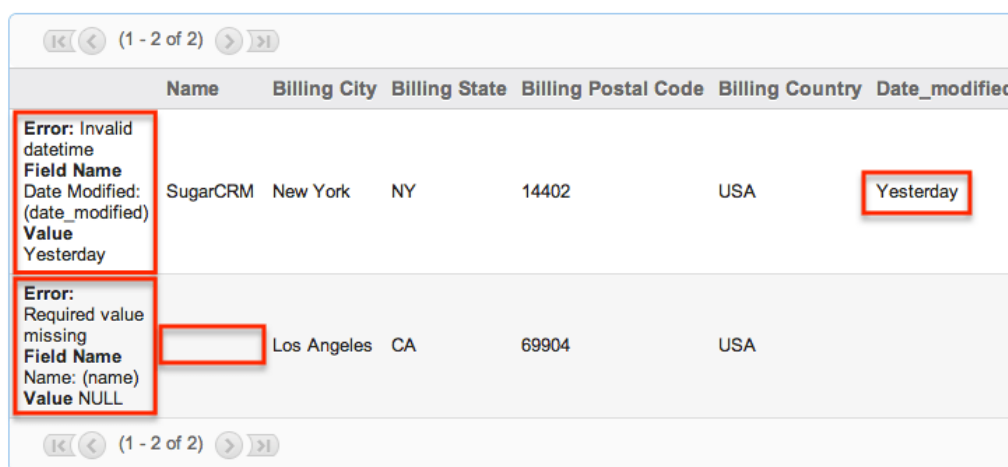 (1 - 2 of 2)
Name Billing City Billing State Billing Postal Code Billing Country Date_modified
Error: Invalid
datetime
Field Name
Date Modified:
(date_modified)
Value
Yesterday
SugarCRM New York NY 14402 USA Yesterday
Error:
Required value
missing
Field Name
Name: (name)
Value NULL
Los Angeles CA 69904 USA
(1 - 2 of 2)